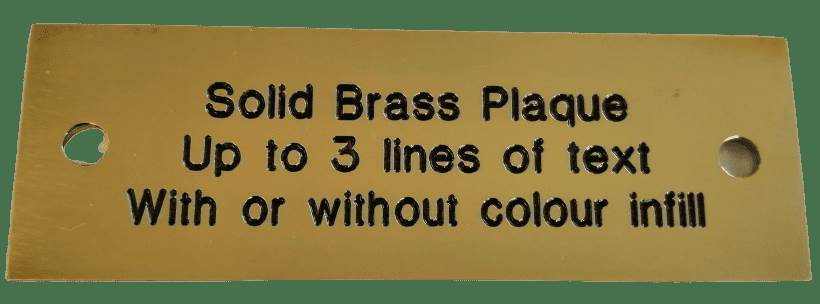 Solid Brass Plaque
Up to 3 lines of text
With or without colour infill